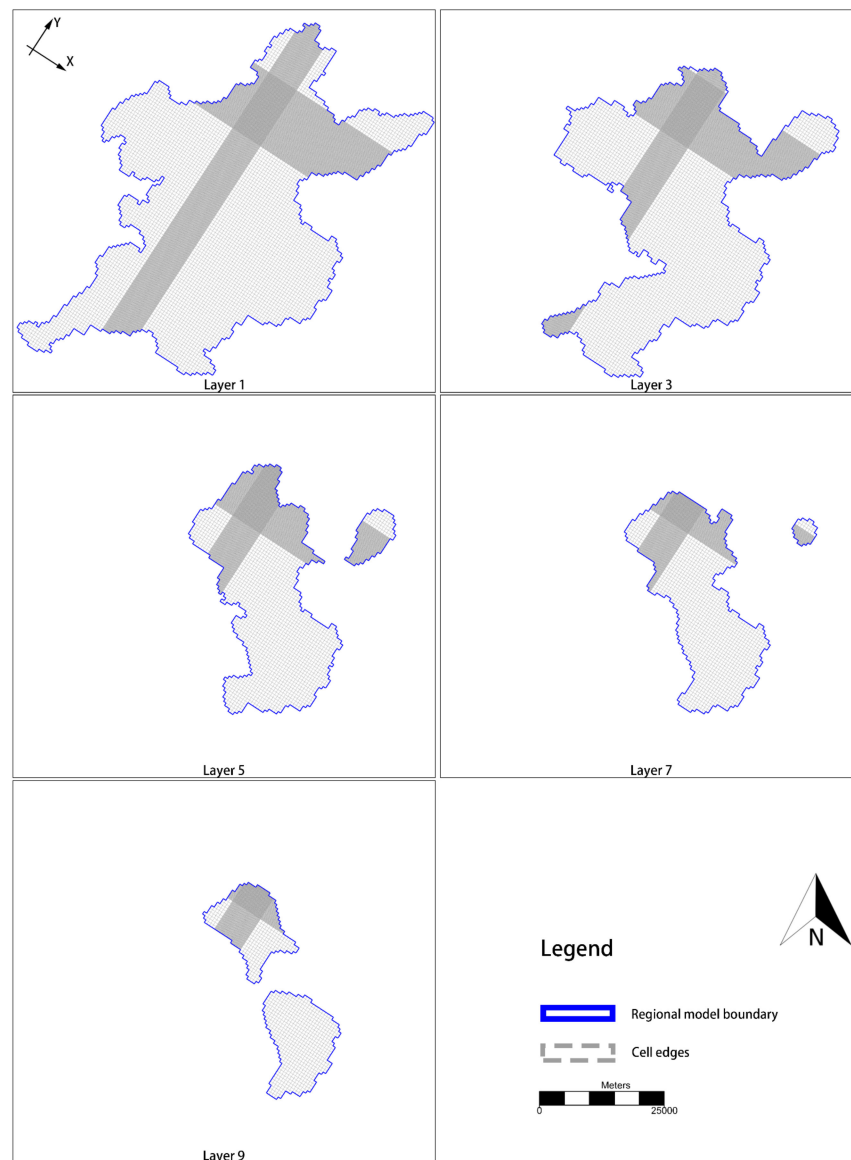 Y
X
Layer 1
Layer 3
Layer 5
Layer 7
Layer 9
N
Legend
Regional model boundary
Cell edges
Meters
0 25000